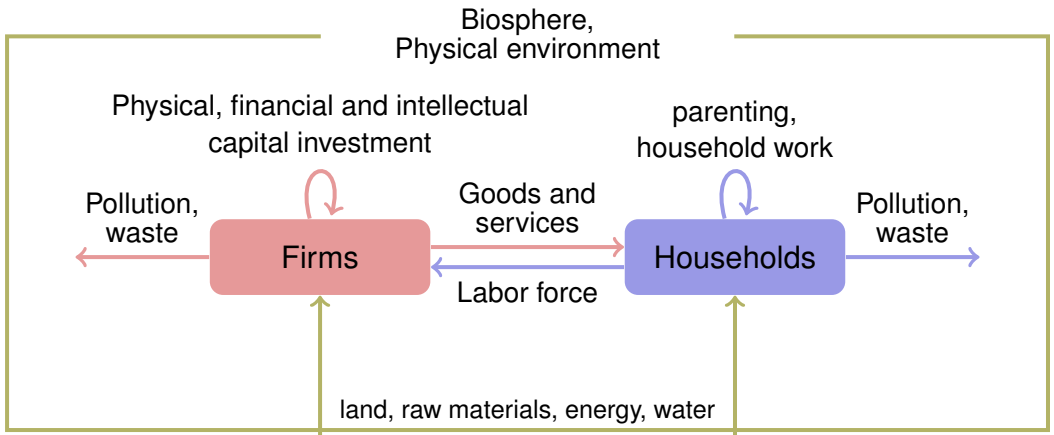 Biosphere,
Physical environment
Physical, financial and intellectual
capital investment
parenting,
household work
Pollution,
waste
Firms
Goods and
services
Labor force
Households
Pollution,
waste
land, raw materials, energy, water